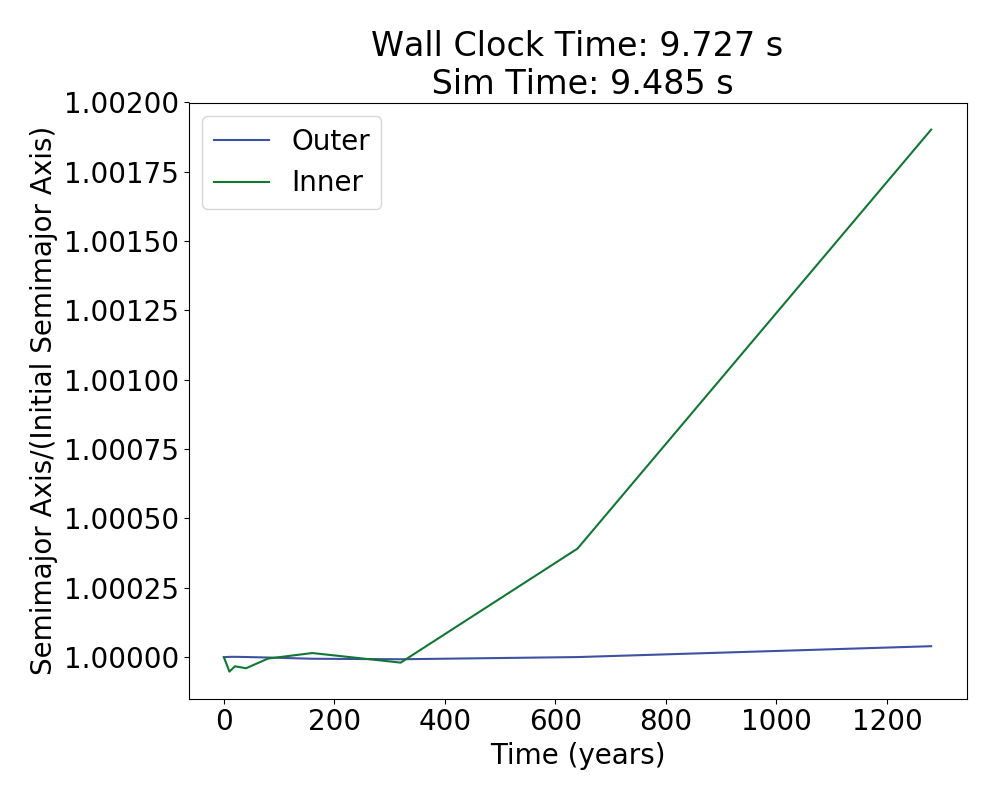 Wall Clock Time: 9.727 s
Sim Time: 9.485 s
Outer
Inner
Semimajor Axis/(Initial Semimajor Axis)
1.00200
1.00175
1.00150
1.00125
1.00100
1.00075
1.00050
1.00025
1.00000
0 200 400 600 800 1000 1200
Time (years)